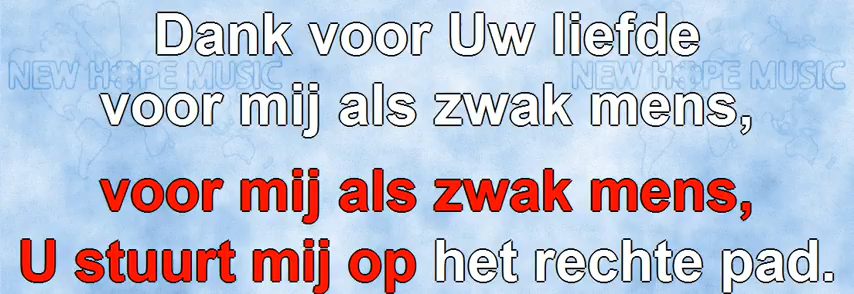 Dank voor Uw liefde
NEW HOPE MUSIC NEW HOPE MUSIC
voor mij als zwak mens,
voor mij als zwak mens,
U stuurt mij op het rechte pad.